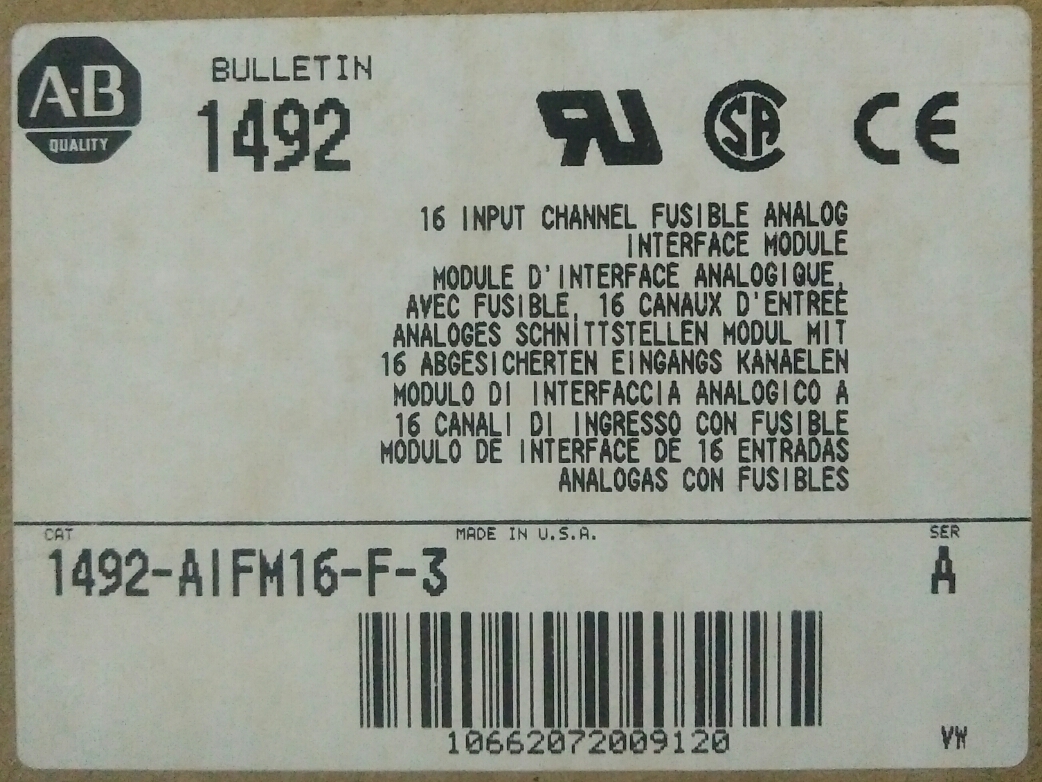 A-B
QUALITY
BULLETIN
1492
16 INPUT CHANNEL FUSIBLE ANALOG
INTERFACE MODULE
MODULE D'INTERFACE ANALOGIQUE,
AVEC FUSIBLE, 16 CANAUX D'ENTREÉ
ANALOGES SCHNITTSTELLEN MODUL MIT
16 ABGESICHERTEN EINGANGS KANAELEN
MODULO DI INTERFACCIA ANALOGICO A
16 CANALI DI INGRESSO CON FUSIBLE
MODULO DE INTERFACE DE 16 ENTRADAS
ANALOGAS CON FUSIBLES
CAT
MADE IN U.S.A.
SER
1492-AIFM16-F-3
A
10662072009120
VW